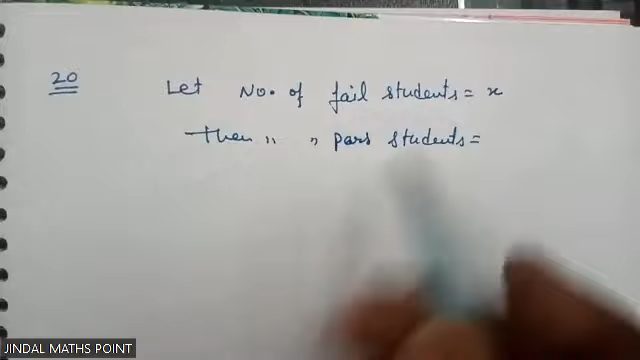 20
Let No. of fail students = x
Then ,, ,, pass students =
JINDAL MATHS POINT